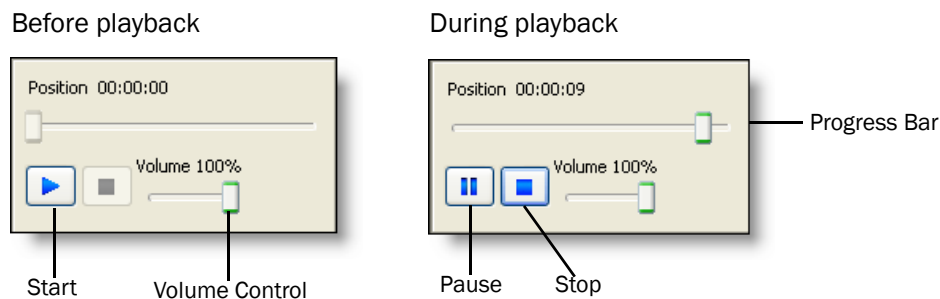 Before playback
During playback
Position 00:00:00
Position 00:00:09
Progress Bar
Volume 100%
Volume 100%
Start
Volume Control
Pause
Stop